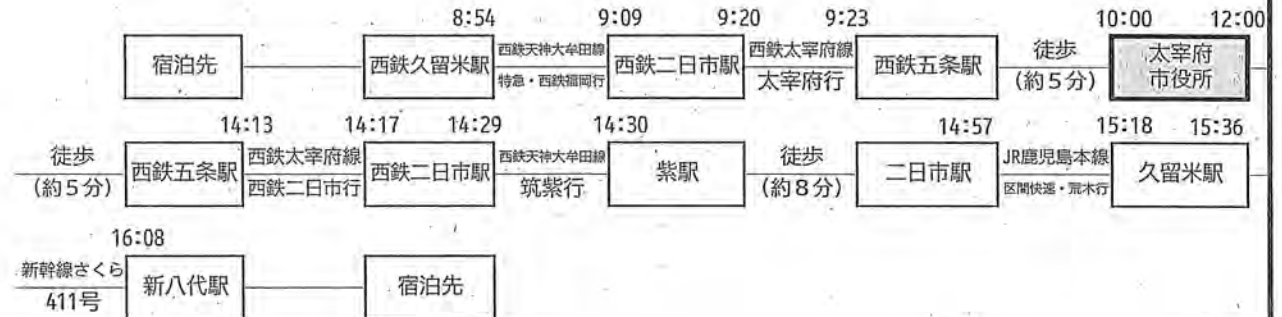 8:54 9:09 9:20 9:23 10:00 12:00
宿泊先 西鉄久留米駅 西鉄天神大牟田線 特急・西鉄福岡行 西鉄二日市駅 西鉄太宰府線 太宰府行 西鉄五条駅 徒歩 (約5分) 太宰府市役所
14:13 14:17 14:29 14:30 14:57 15:18 15:36
徒歩 (約5分) 西鉄五条駅 西鉄太宰府線 西鉄二日市行 西鉄二日市駅 西鉄天神大牟田線 筑紫行 紫駅 徒歩 (約8分) 二日市駅 JR鹿児島本線 区間快速・荒木行 久留米駅
16:08
新幹線さくら 411号 新八代駅 宿泊先